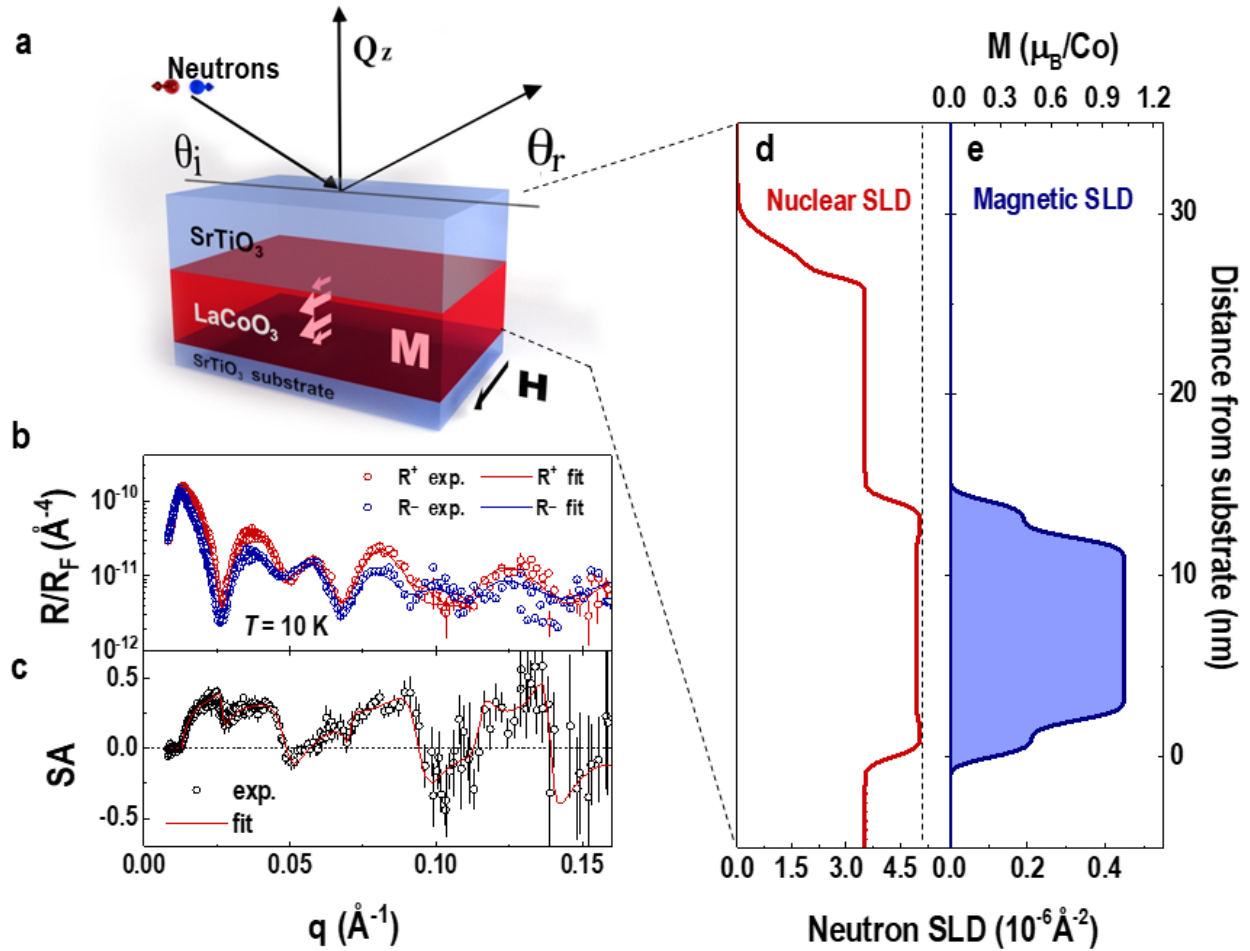 a
Neutrons
Qz
θi
θr
SrTiO3
LaCoO3
M
SrTiO3 substrate
H
b
R/RF (Å-4)
10-10
10-11
10-12
R+ exp. R+ fit
R− exp. R− fit
T = 10 K
c
SA
0.5
0.0
-0.5
exp.
fit
0.00 0.05 0.10 0.15
q (Å-1)
M (μB/Co)
0.0 0.3 0.6 0.9 1.2
d
Nuclear SLD
e
Magnetic SLD
30
20
10
0
Distance from substrate (nm)
0.0 1.5 3.0 4.5 0.0 0.2 0.4
Neutron SLD (10-6Å-2)